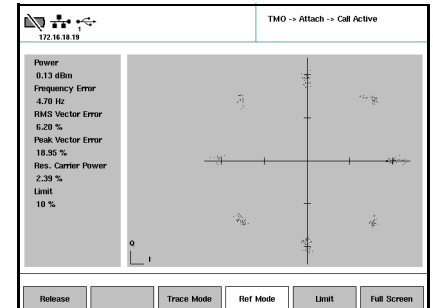 1
172.16.18.19
TMO -> Attach -> Call Active
Power
0.13 dBm
Frequency Error
4.70 Hz
RMS Vector Error
6.20 %
Peak Vector Error
18.95 %
Res. Carrier Power
2.39 %
Limit
10 %
Q
I
Release
Trace Mode
Ref Mode
Limit
Full Screen